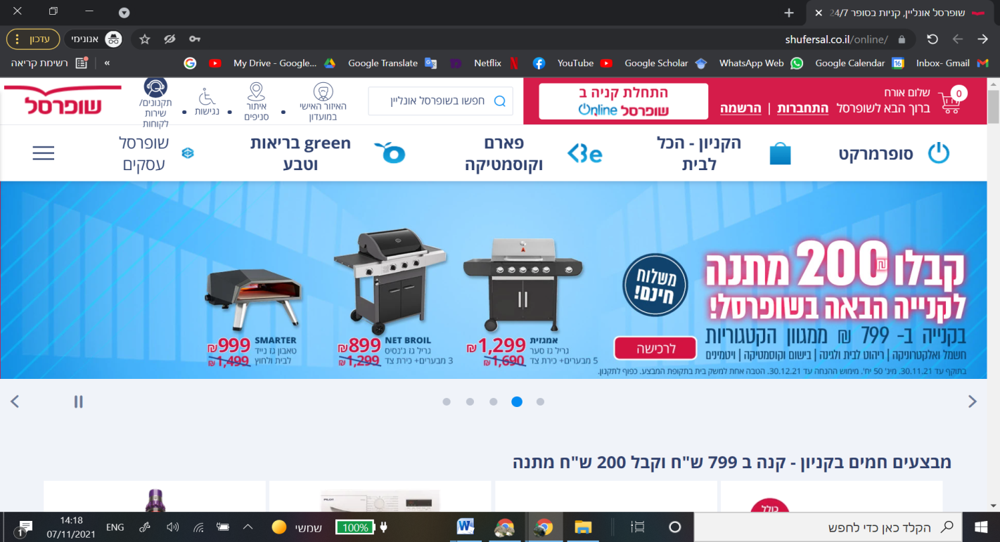 שופרסל אונליין, קניות בסופר 24/7
shufersal.co.il/online/
אנונימי
עדכון
Inbox- Gmail
Google Calendar
WhatsApp Web
Google Scholar
YouTube
Netflix
Google Translate
My Drive - Google...
»
רשימת קריאה
0
שלום אורח
ברוך הבא לשופרסל
התחברות | הרשמה
התחלת קניה ב
שופרסל Online
חפשו בשופרסל אונליין
האיזור האישי
במועדון
איתור
סניפים
נגישות
תקנונים/
שירות
לקוחות
שופרסל
סופרמרקט
הקניון - הכל
לבית
Be
פארם
וקוסמטיקה
green בריאות
וטבע
שופרסל
עסקים
קבלו 200 ₪ מתנה
לקנייה הבאה בשופרסל!
בקנייה ב- 799 ₪ ממגוון הקטגוריות
חשמל ואלקטרוניקה | ריהוט לבית ולגינה | בישום וקוסמטיקה | ויטמינים
בתוקף עד 30.11.21. מינ' 50 יח'. מימוש ההנחה עד 30.12.21. הטבה אחת למשק בית בתקופת המבצע. כפוף לתקנון.
משלוח
חינם!
לרכישה
אמגזית
גריל גז סער
5 מבערים+ כירת צד
1,299 ₪
1,690 ₪
NET BROIL
גריל גז ג'נסיס
3 מבערים+ כירת צד
899 ₪
1,299 ₪
SMARTER
טאבון גז נייד
לבית ולחוץ
999 ₪
1,499 ₪
מבצעים חמים בקניון - קנה ב 799 ש"ח וקבל 200 ש"ח מתנה
כולל
PILOT
הקלד כאן כדי לחפש
100%
שמשי
ENG
14:18
07/11/2021
1
16